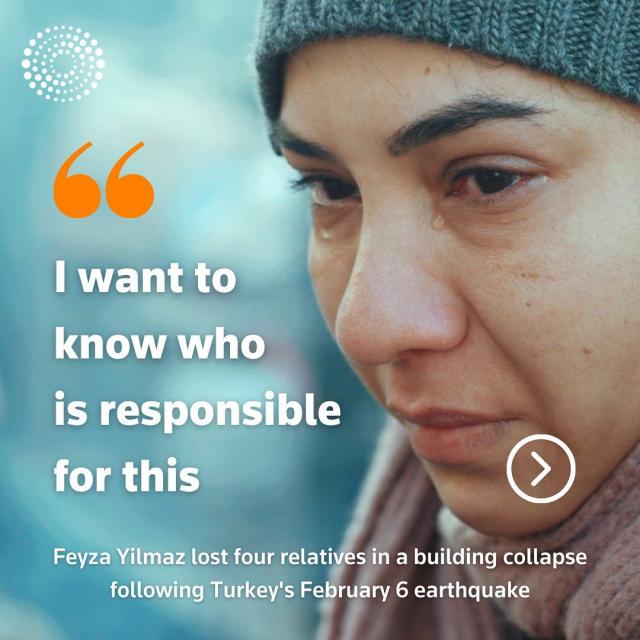 I want to
know who
is responsible
for this
Feyza Yilmaz lost four relatives in a building collapse
following Turkey's February 6 earthquake